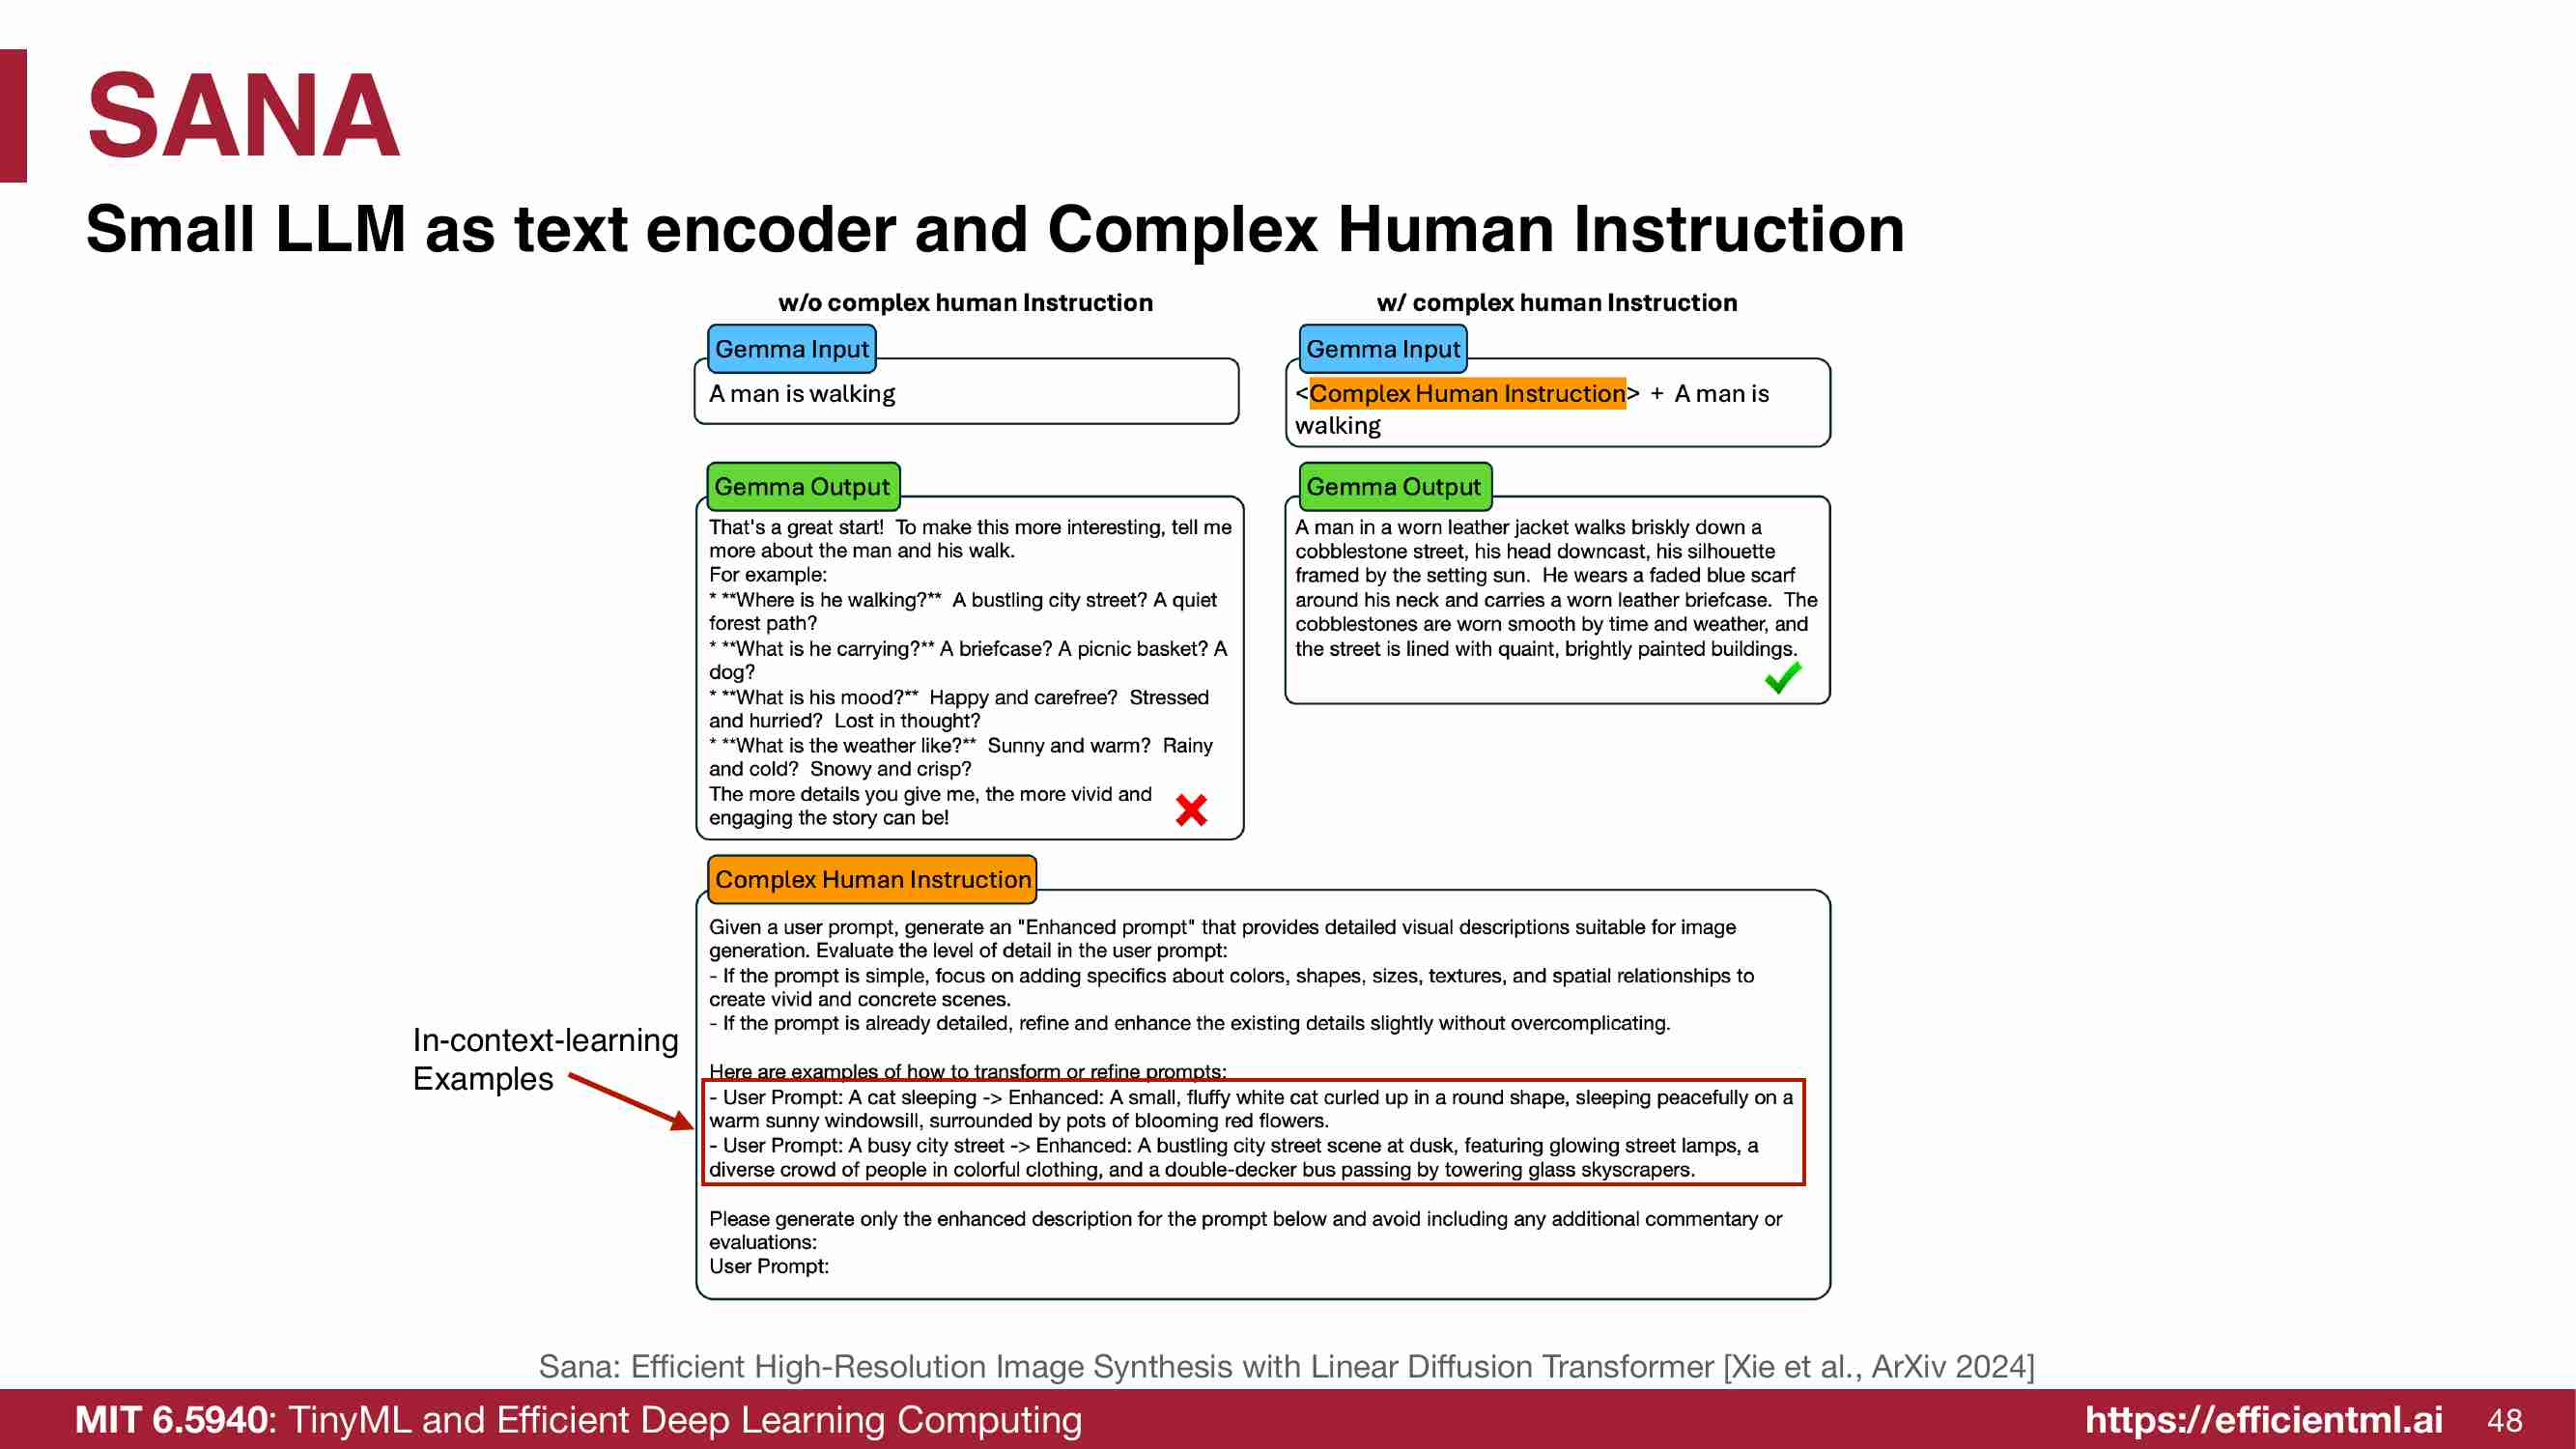 SANA
Small LLM as text encoder and Complex Human Instruction
w/o complex human Instruction
Gemma Input
A man is walking
Gemma Output
That's a great start!  To make this more interesting, tell me
more about the man and his walk.
For example:
* **Where is he walking?**  A bustling city street? A quiet
forest path?
* **What is he carrying?** A briefcase? A picnic basket? A
dog?
* **What is his mood?**  Happy and carefree?  Stressed
and hurried?  Lost in thought?
* **What is the weather like?**  Sunny and warm?  Rainy
and cold?  Snowy and crisp?
The more details you give me, the more vivid and
engaging the story can be!
w/ complex human Instruction
Gemma Input
<Complex Human Instruction> + A man is
walking
Gemma Output
A man in a worn leather jacket walks briskly down a
cobblestone street, his head downcast, his silhouette
framed by the setting sun.  He wears a faded blue scarf
around his neck and carries a worn leather briefcase.  The
cobblestones are worn smooth by time and weather, and
the street is lined with quaint, brightly painted buildings.
Complex Human Instruction
Given a user prompt, generate an "Enhanced prompt" that provides detailed visual descriptions suitable for image
generation. Evaluate the level of detail in the user prompt:
- If the prompt is simple, focus on adding specifics about colors, shapes, sizes, textures, and spatial relationships to
create vivid and concrete scenes.
- If the prompt is already detailed, refine and enhance the existing details slightly without overcomplicating.
Here are examples of how to transform or refine prompts:
- User Prompt: A cat sleeping -> Enhanced: A small, fluffy white cat curled up in a round shape, sleeping peacefully on a
warm sunny windowsill, surrounded by pots of blooming red flowers.
- User Prompt: A busy city street -> Enhanced: A bustling city street scene at dusk, featuring glowing street lamps, a
diverse crowd of people in colorful clothing, and a double-decker bus passing by towering glass skyscrapers.
Please generate only the enhanced description for the prompt below and avoid including any additional commentary or
evaluations:
User Prompt:
In-context-learning
Examples
Sana: Efficient High-Resolution Image Synthesis with Linear Diffusion Transformer [Xie et al., ArXiv 2024]
MIT 6.5940: TinyML and Efficient Deep Learning Computing
https://efficientml.ai
48